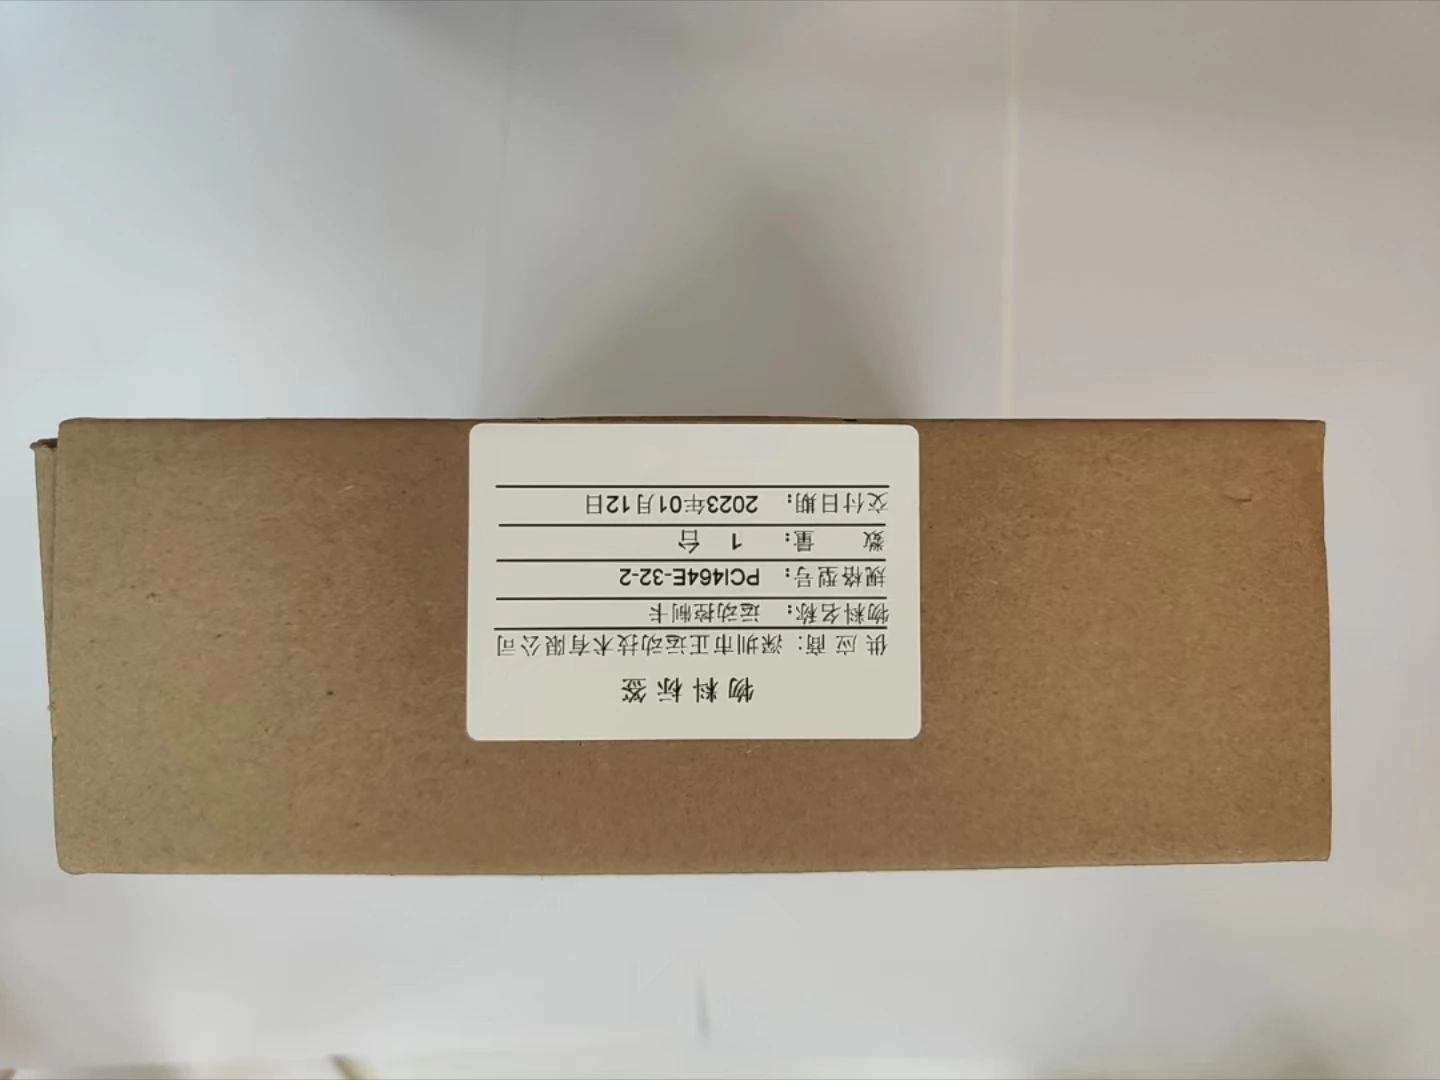 物料标签
供应商：深圳市正运动技术有限公司
物料名称：运动控制卡
规格型号：PCI464E-32-2
数量：1 台
交付日期：2023年01月12日